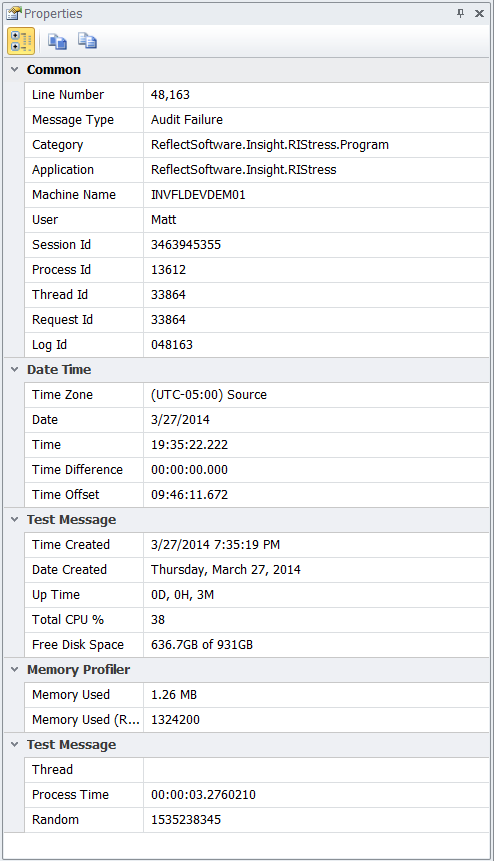 Properties
Common
Line Number 48,163
Message Type Audit Failure
Category ReflectSoftware.Insight.RIStress.Program
Application ReflectSoftware.Insight.RIStress
Machine Name INVFLDEVDEM01
User Matt
Session Id 3463945355
Process Id 13612
Thread Id 33864
Request Id 33864
Log Id 048163
Date Time
Time Zone (UTC-05:00) Source
Date 3/27/2014
Time 19:35:22.222
Time Difference 00:00:00.000
Time Offset 09:46:11.672
Test Message
Time Created 3/27/2014 7:35:19 PM
Date Created Thursday, March 27, 2014
Up Time 0D, 0H, 3M
Total CPU % 38
Free Disk Space 636.7GB of 931GB
Memory Profiler
Memory Used 1.26 MB
Memory Used (R... 1324200
Test Message
Thread
Process Time 00:00:03.2760210
Random 1535238345